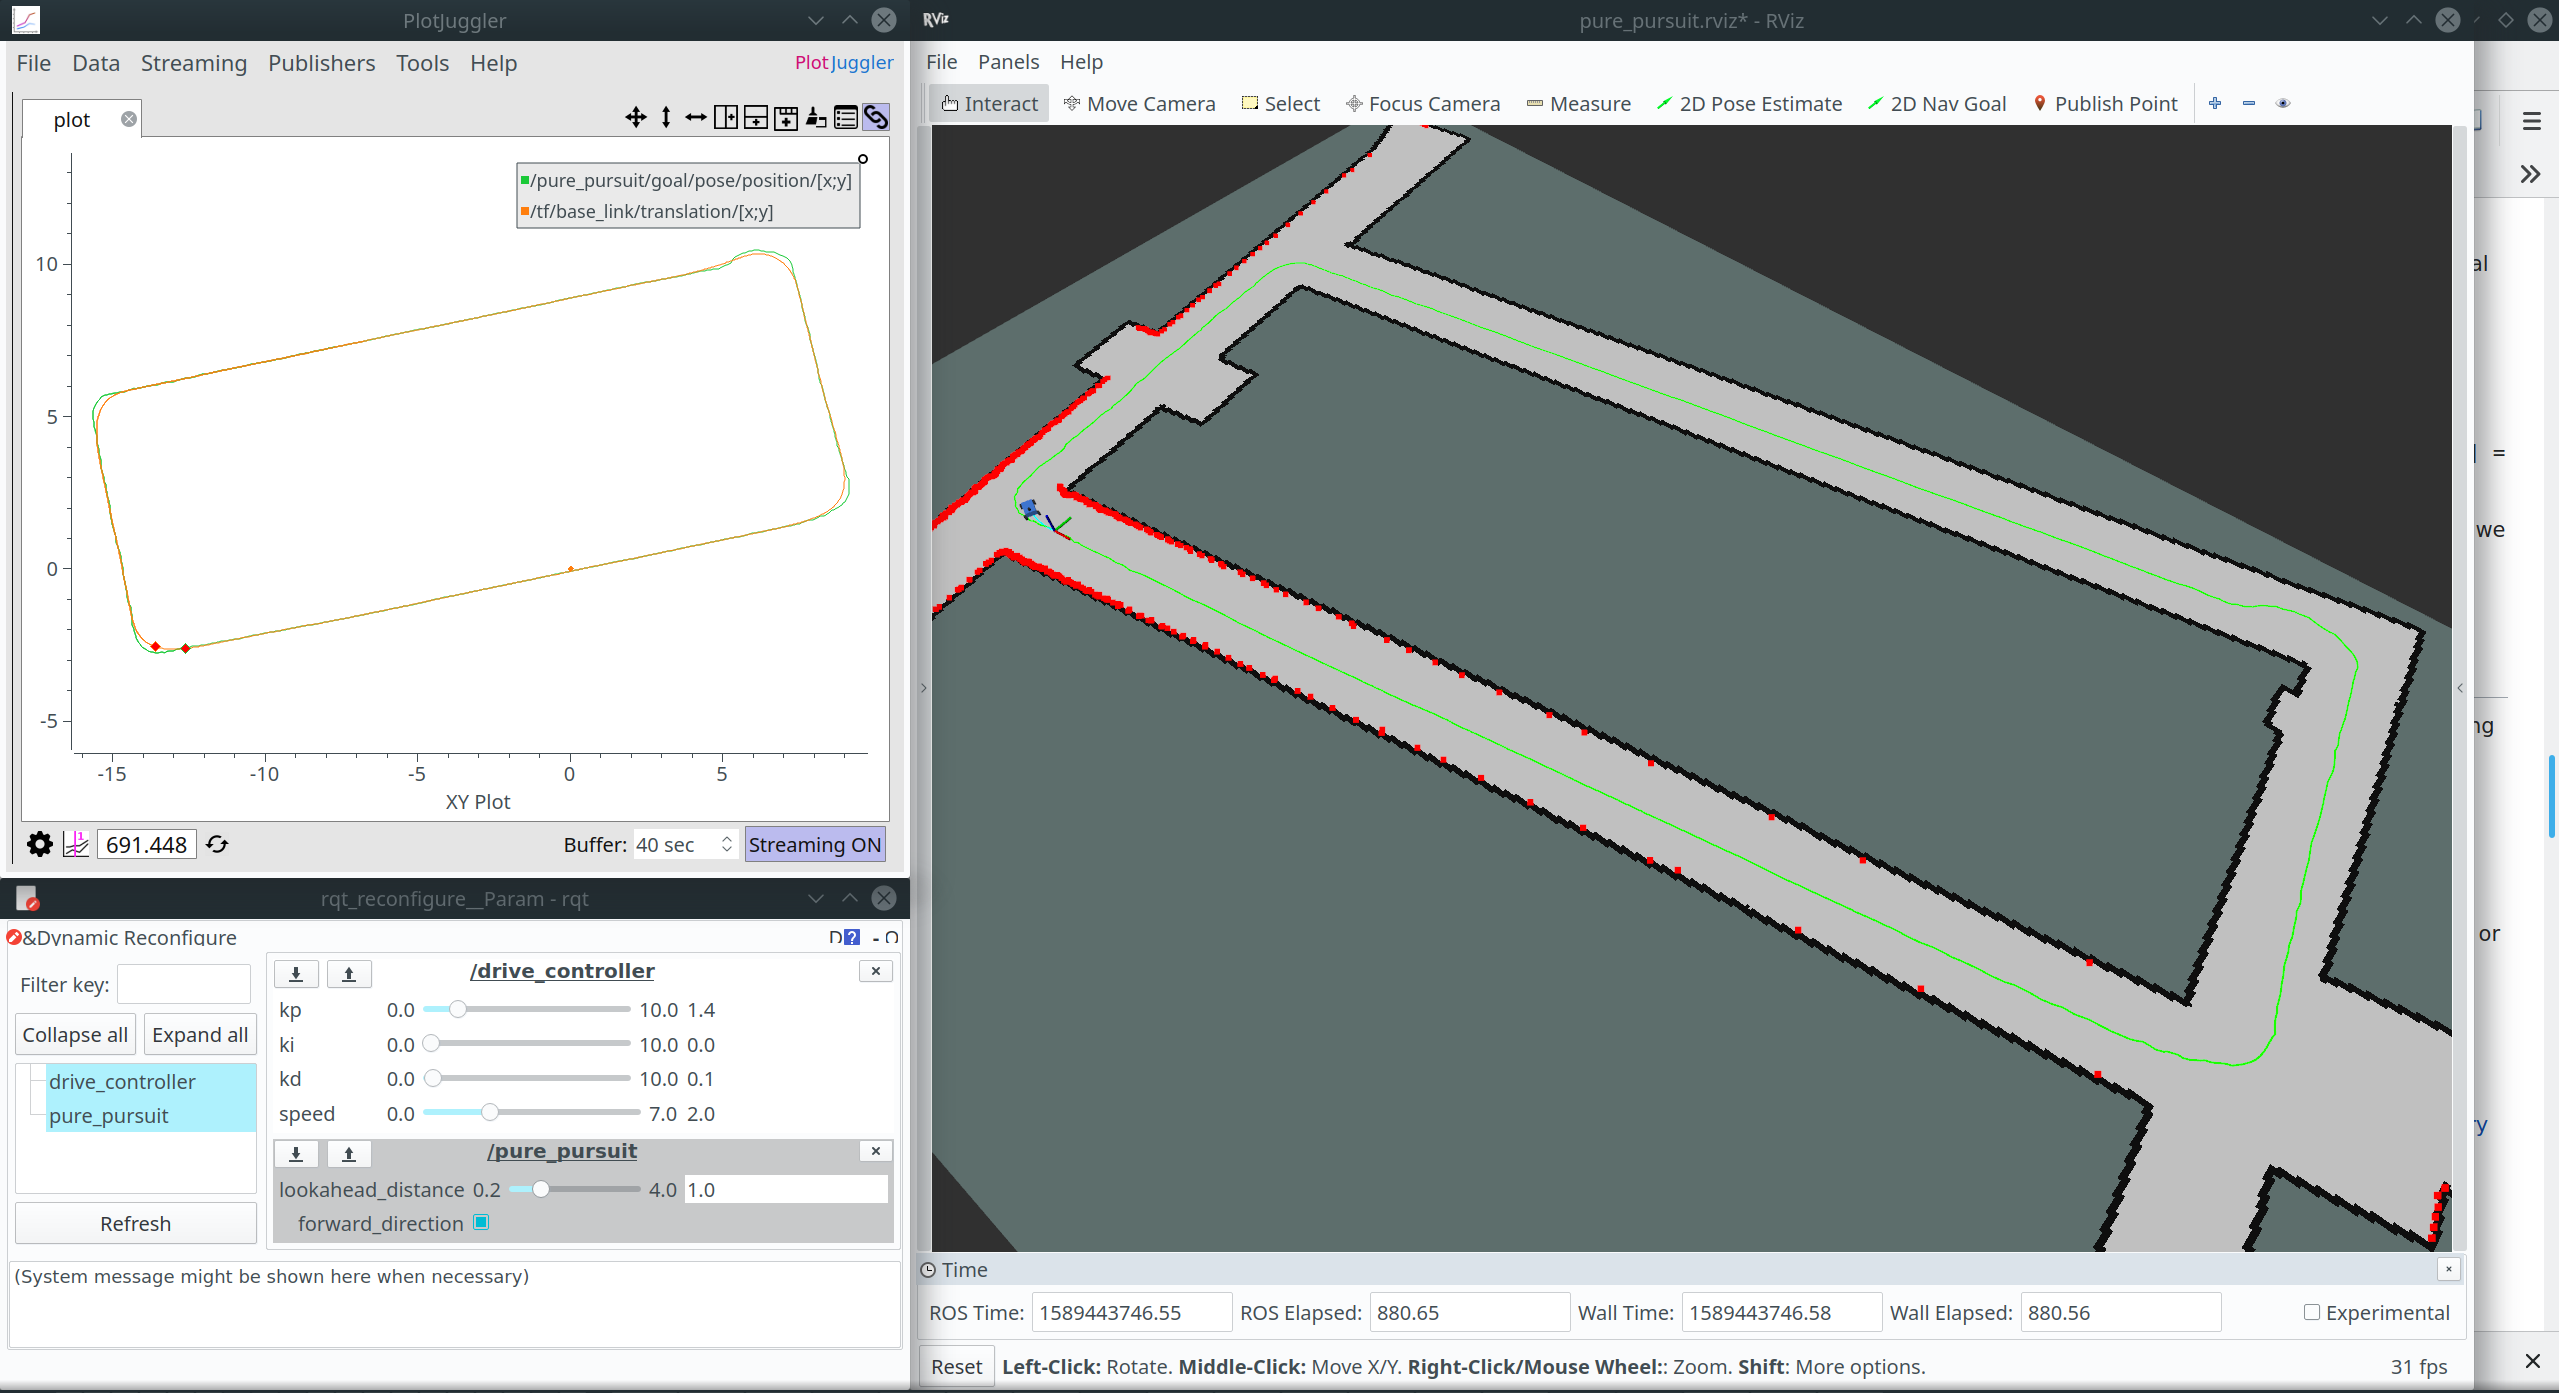 PlotJuggler
File Data Streaming Publishers Tools Help
PlotJuggler
plot
/pure_pursuit/goal/pose/position/[x;y]
/tf/base_link/translation/[x;y]
10
5
0
-5
-15 -10 -5 0 5
XY Plot
1
691.448
Buffer: 40 sec Streaming ON
rqt_reconfigure__Param - rqt
&Dynamic Reconfigure
D? - O
Filter key:
Collapse all Expand all
drive_controller
pure_pursuit
Refresh
/drive_controller
kp 0.0 10.0 1.4
ki 0.0 10.0 0.0
kd 0.0 10.0 0.1
speed 0.0 7.0 2.0
/pure_pursuit
lookahead_distance 0.2 4.0 1.0
forward_direction
(System message might be shown here when necessary)
RViz
pure_pursuit.rviz* - RViz
File Panels Help
Interact Move Camera Select Focus Camera Measure 2D Pose Estimate 2D Nav Goal Publish Point
Time
ROS Time: 1589443746.55 ROS Elapsed: 880.65 Wall Time: 1589443746.58 Wall Elapsed: 880.56 Experimental
Reset Left-Click: Rotate. Middle-Click: Move X/Y. Right-Click/Mouse Wheel:: Zoom. Shift: More options. 31 fps
al
=
we
ng
or